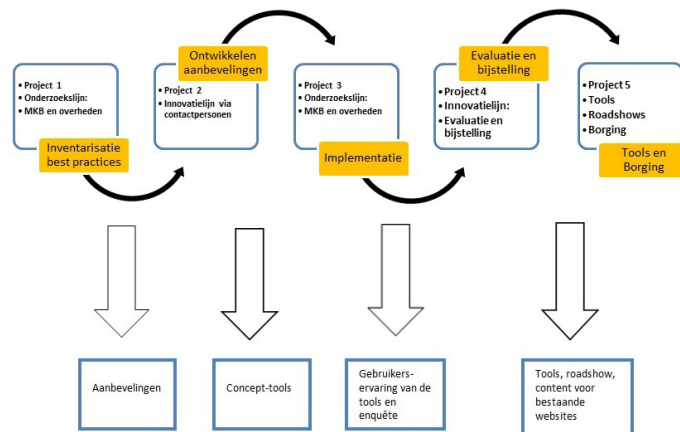 • Project 1
• Onderzoekslijn:
• MKB en overheden
Inventarisatie
best practices
Ontwikkelen
aanbevelingen
• Project 2
• Innovatielijn via
contactpersonen
• Project 3
• Onderzoekslijn:
• MKB en overheden
Implementatie
Evaluatie en
bijstelling
• Project 4
• Innovatielijn:
• Evaluatie en
bijstelling
• Project 5
• Tools
• Roadshows
• Borging
Tools en
Borging
Aanbevelingen
Concept-tools
Gebruikers-
ervaring van de
tools en
enquête
Tools, roadshow,
content voor
bestaande
websites